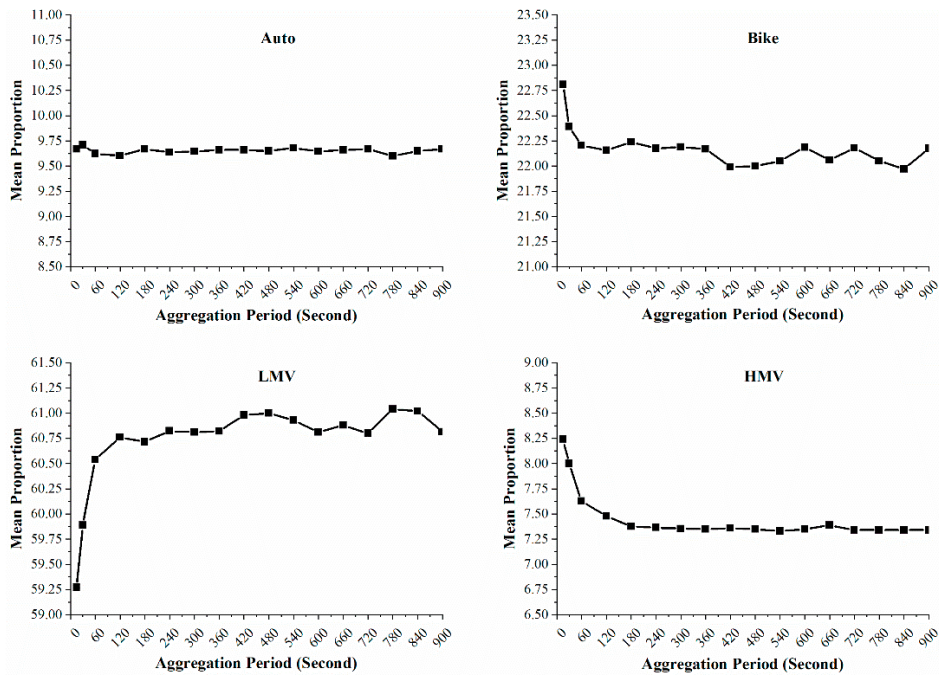 Auto
Mean Proportion
11.00
10.75
10.50
10.25
10.00
9.75
9.50
9.25
9.00
8.75
8.50
0 60 120 180 240 300 360 420 480 540 600 660 720 780 840 900
Aggregation Period (Second)
Bike
Mean Proportion
23.50
23.25
23.00
22.75
22.50
22.25
22.00
21.75
21.50
21.25
21.00
0 60 120 180 240 300 360 420 480 540 600 660 720 780 840 900
Aggregation Period (Second)
LMV
Mean Proportion
61.50
61.25
61.00
60.75
60.50
60.25
60.00
59.75
59.50
59.25
59.00
0 60 120 180 240 300 360 420 480 540 600 660 720 780 840 900
Aggregation Period (Second)
HMV
Mean Proportion
9.00
8.75
8.50
8.25
8.00
7.75
7.50
7.25
7.00
6.75
6.50
0 60 120 180 240 300 360 420 480 540 600 660 720 780 840 900
Aggregation Period (Second)